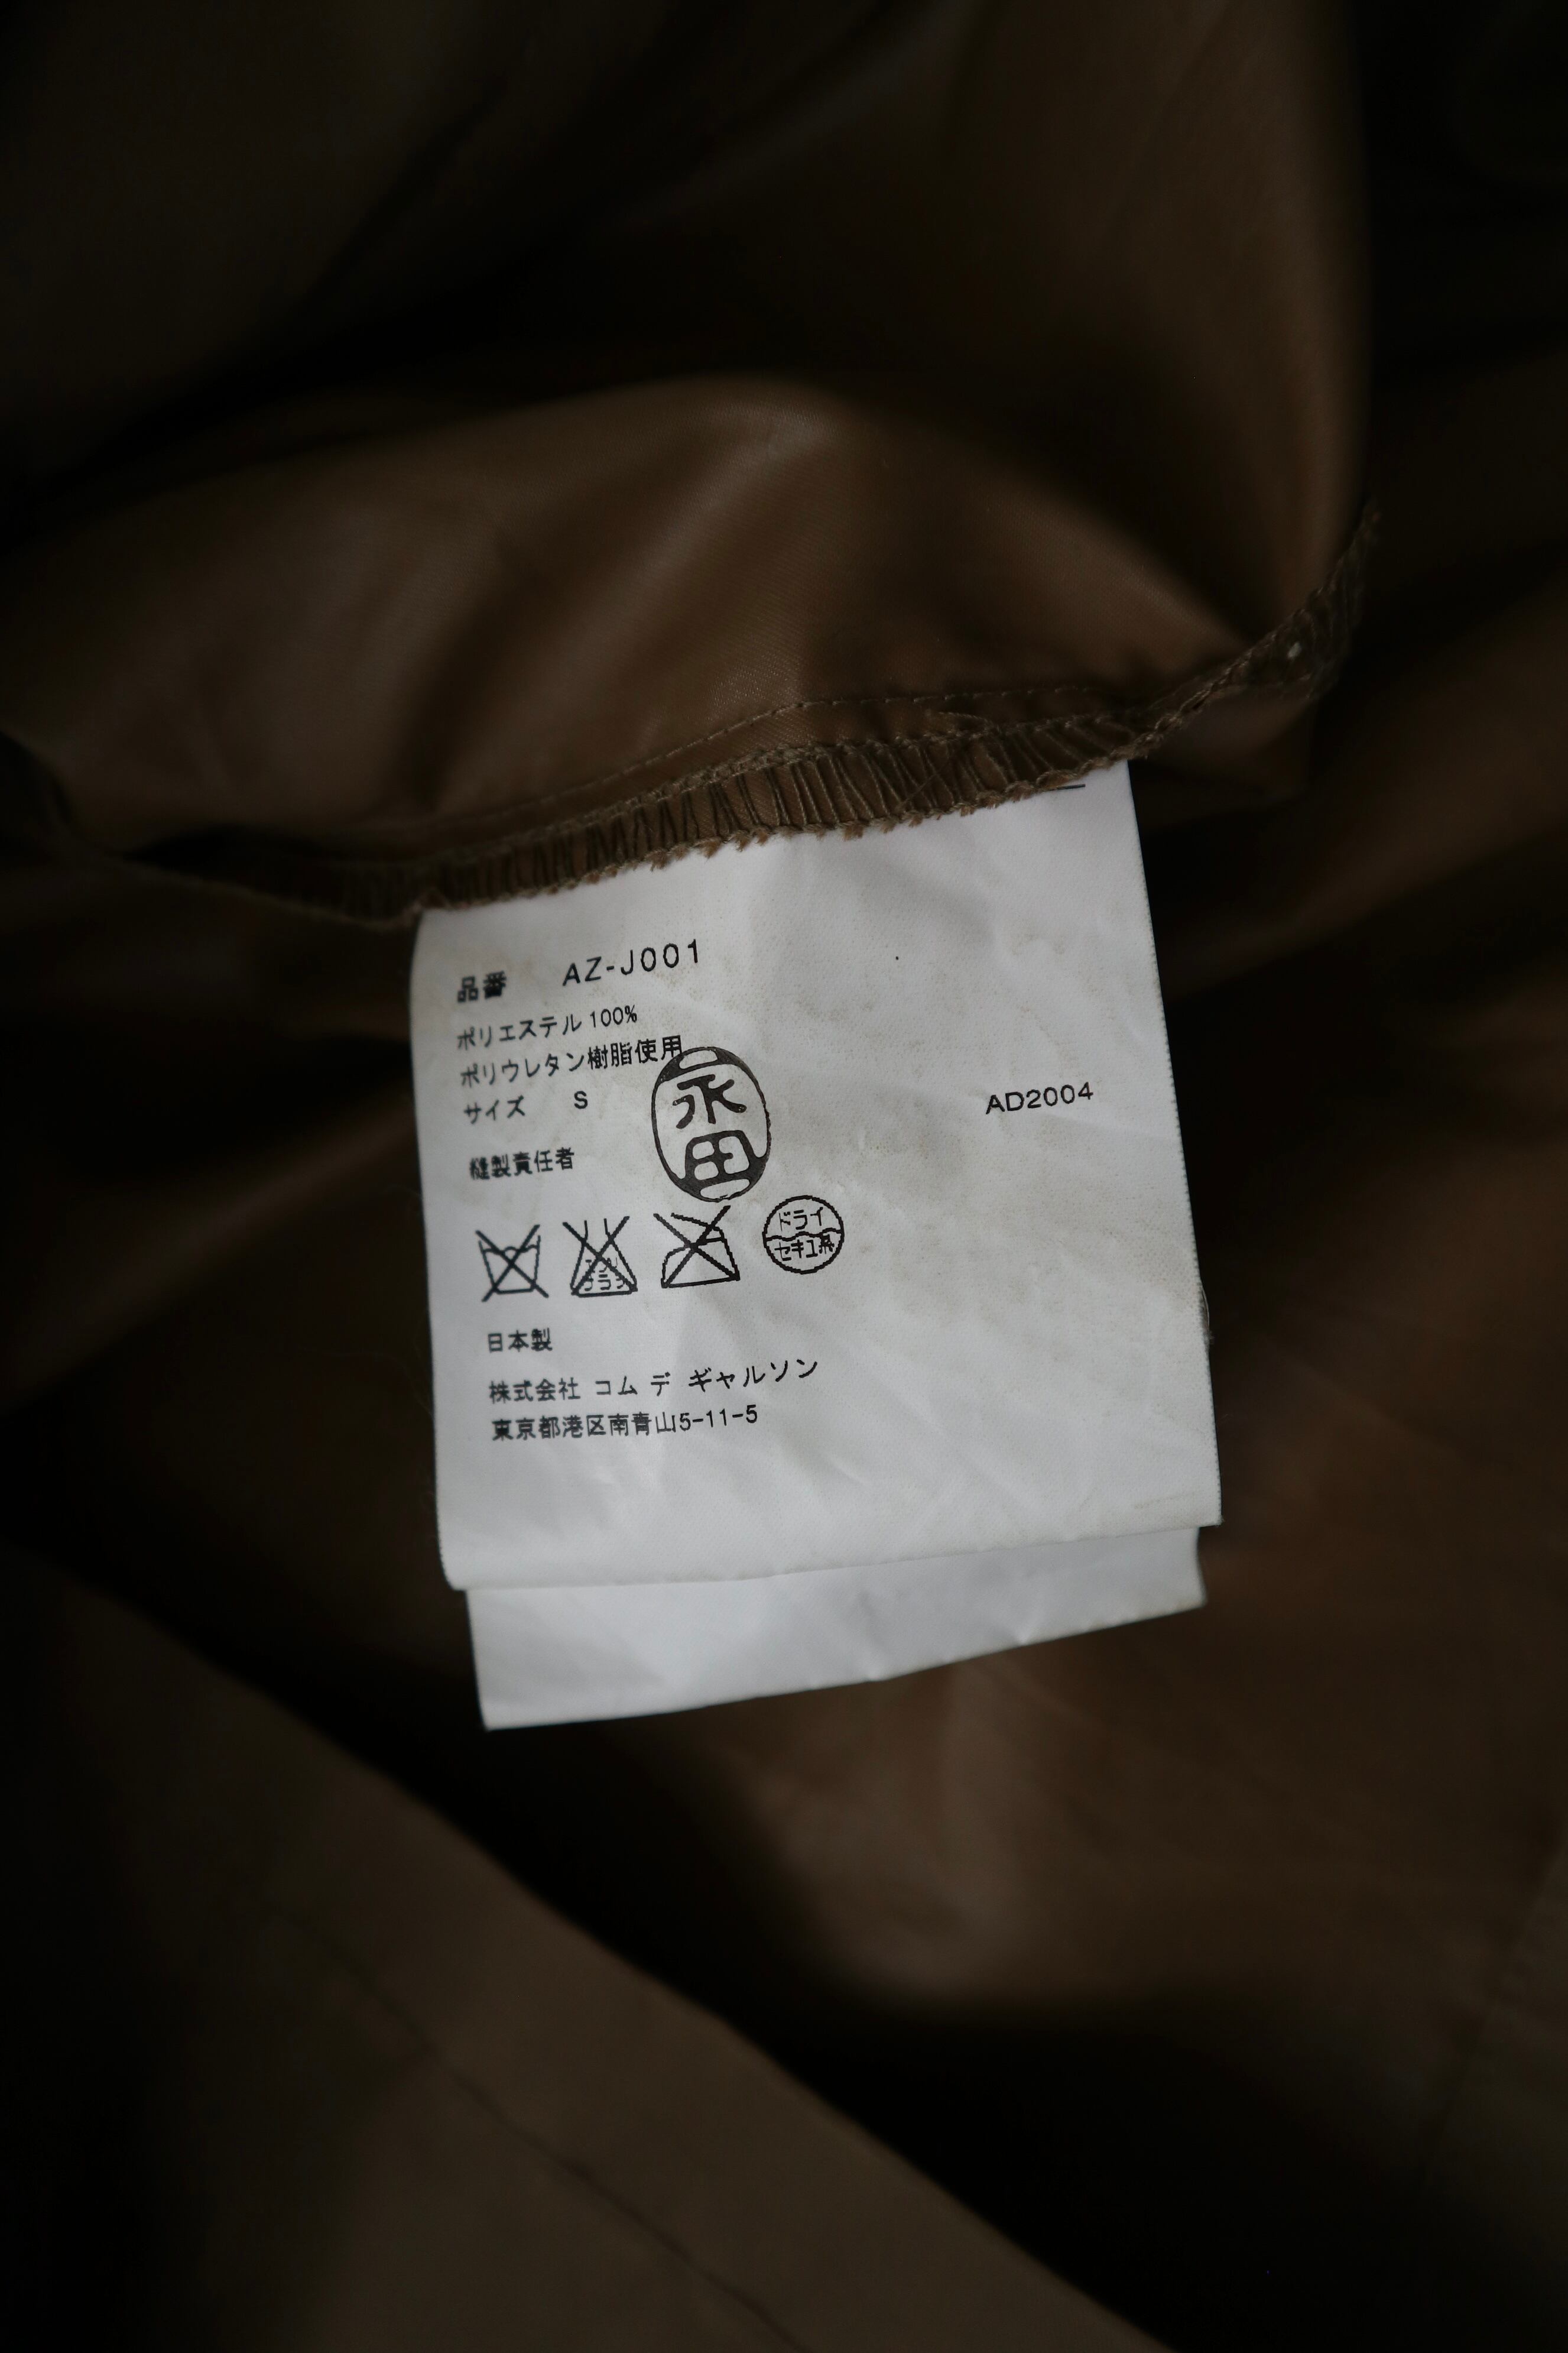 品番 AZ-J001
ポリエステル 100%
ポリウレタン樹脂使用
サイズ S
AD2004
縫製責任者
永田
ドライ
セキユ系
日本製
株式会社 コム デ ギャルソン
東京都港区南青山5-11-5